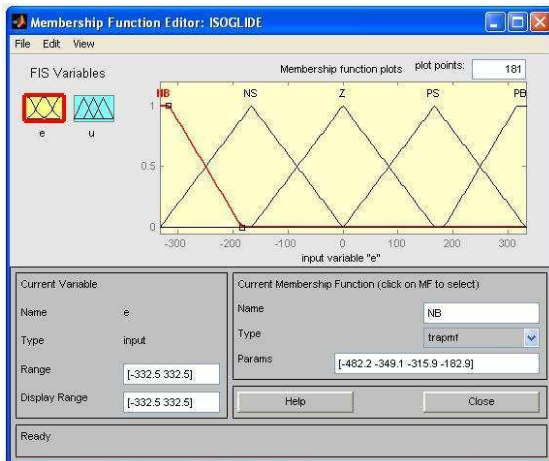 Membership Function Editor: ISOGLIDE
File Edit View
FIS Variables
Membership function plots plot points: 181
e u
NB NS Z PS PB
1
0.5
0
-300 -200 -100 0 100 200 300
input variable "e"
Current Variable
Name e
Type input
Range [-332.5 332.5]
Display Range [-332.5 332.5]
Current Membership Function (click on MF to select)
Name NB
Type trapmf
Params [-482.2 -349.1 -315.9 -182.9]
Help Close
Ready